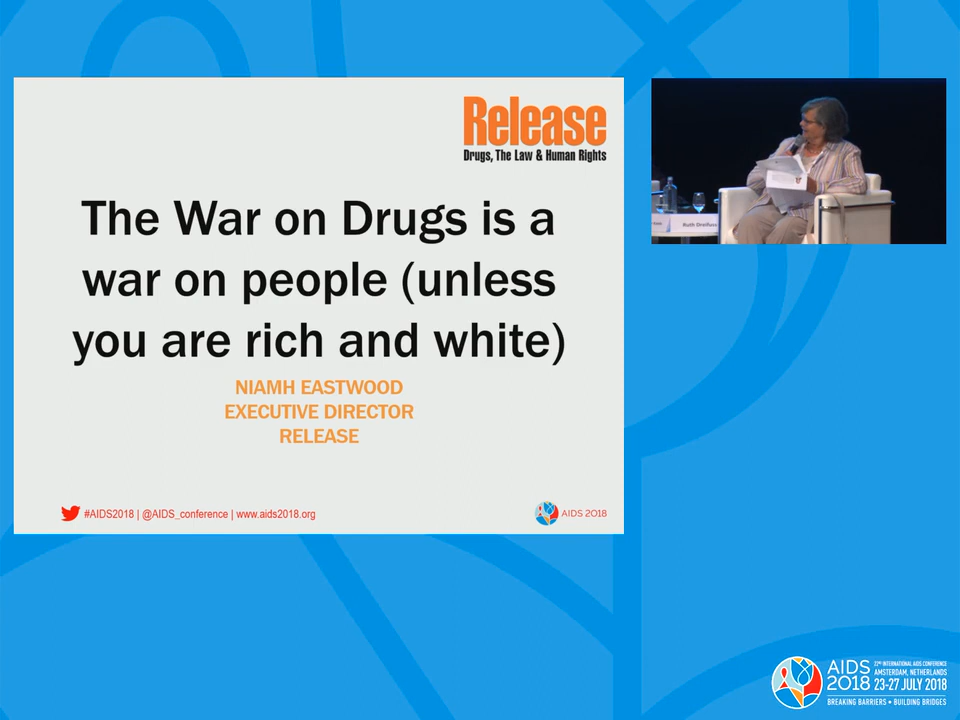 Release
Drugs, The Law & Human Rights
The War on Drugs is a
war on people (unless
you are rich and white)
NIAMH EASTWOOD
EXECUTIVE DIRECTOR
RELEASE
#AIDS2018 | @AIDS_conference | www.aids2018.org
AIDS 2018
Ruth Dreifuss
AIDS 2018
22ND INTERNATIONAL AIDS CONFERENCE
AMSTERDAM, NETHERLANDS
23-27 JULY 2018
BREAKING BARRIERS • BUILDING BRIDGES